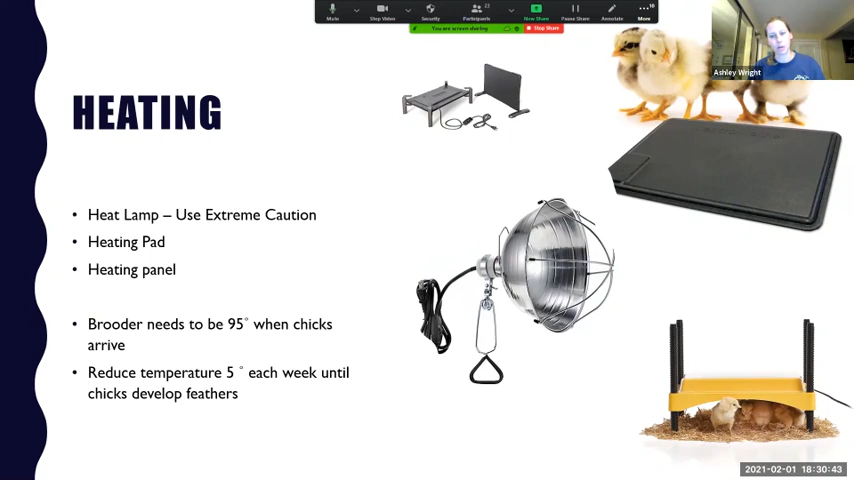 Mute
Stop Video
Security
Participants
23
New Share
Pause Share
Annotate
More
You are screen sharing
Stop Share
Ashley Wright
HEATING
• Heat Lamp – Use Extreme Caution
• Heating Pad
• Heating panel
• Brooder needs to be 95° when chicks
arrive
• Reduce temperature 5 ° each week until
chicks develop feathers
2021-02-01 18:30:43